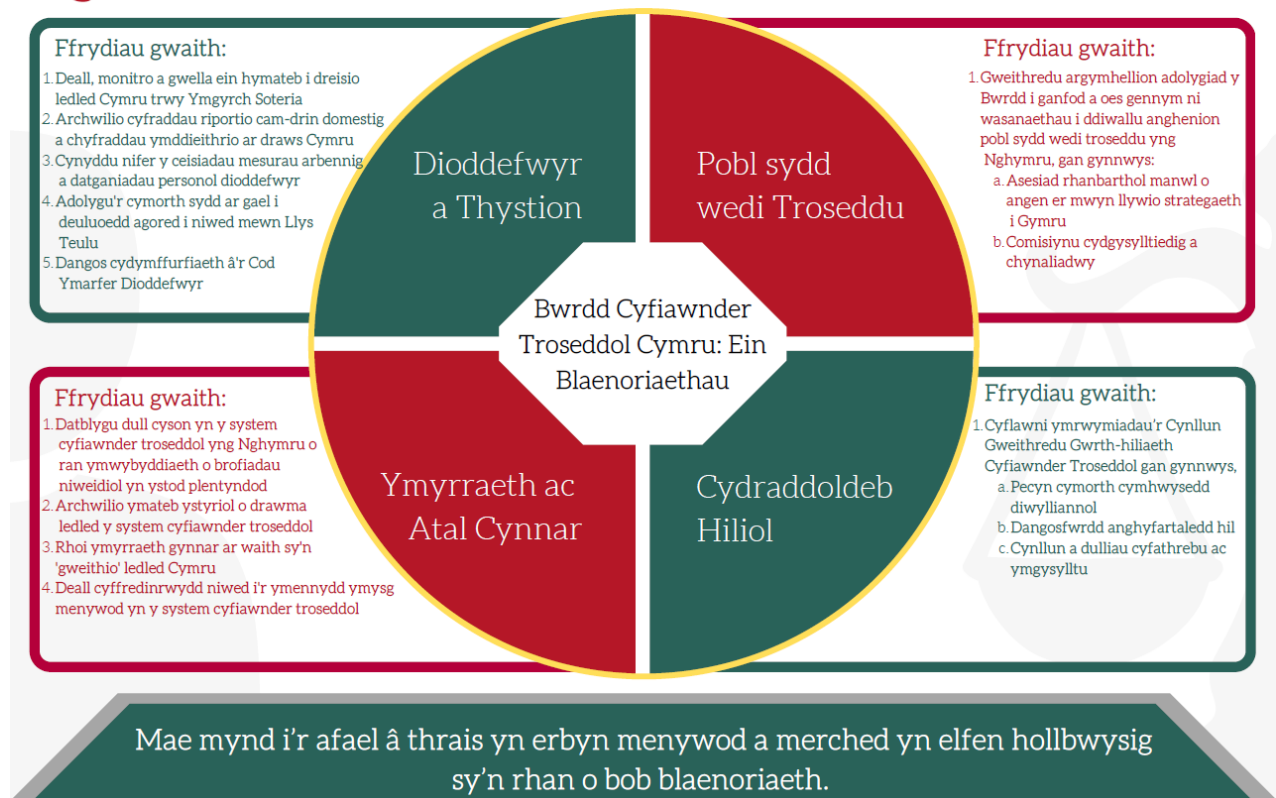 Ffrydiau gwaith:
1. Deall, monitro a gwella ein hymateb i dreisio
ledled Cymru trwy Ymgyrch Soteria
2. Archwilio cyfraddau riportio cam-drin domestig
a chyfraddau ymddieithrio ar draws Cymru
3. Cynyddu nifer y ceisiadau mesurau arbennig
a datganiadau personol dioddefwyr
4. Adolygu'r cymorth sydd ar gael i
deuluoedd agored i niwed mewn Llys
Teulu
5. Dangos cydymffurfiaeth â'r Cod
Ymarfer Dioddefwyr
Dioddefwyr
a Thystion
Pobl sydd
wedi Troseddu
Ffrydiau gwaith:
1. Gweithredu argymhellion adolygiad y
Bwrdd i ganfod a oes gennym ni
wasanaethau i ddiwallu anghenion
pobl sydd wedi troseddu yng
Nghymru, gan gynnwys:
a. Asesiad rhanbarthol manwl o
angen er mwyn llywio strategaeth
i Gymru
b. Comisiynu cydgysylltiedig a
chynaliadwy
Bwrdd Cyfiawnder
Troseddol Cymru: Ein
Blaenoriaethau
Ffrydiau gwaith:
1. Datblygu dull cyson yn y system
cyfiawnder troseddol yng Nghymru o
ran ymwybyddiaeth o brofiadau
niweidiol yn ystod plentyndod
2. Archwilio ymateb ystyriol o drawma
ledled y system cyfiawnder troseddol
3. Rhoi ymyrraeth gynnar ar waith sy'n
'gweithio' ledled Cymru
4. Deall cyffredinrwydd niwed i'r ymennydd ymysg
menywod yn y system cyfiawnder troseddol
Ymyrraeth ac
Atal Cynnar
Cydraddoldeb
Hiliol
Ffrydiau gwaith:
1. Cyflawni ymrwymiadau'r Cynllun
Gweithredu Gwrth-hiliaeth
Cyfiawnder Troseddol gan gynnwys,
a. Pecyn cymorth cymhwysedd
diwylliannol
b. Dangosfwrdd anghyfartaledd hil
c. Cynllun a dulliau cyfathrebu ac
ymgysylltu
Mae mynd i'r afael â thrais yn erbyn menywod a merched yn elfen hollbwysig
sy'n rhan o bob blaenoriaeth.